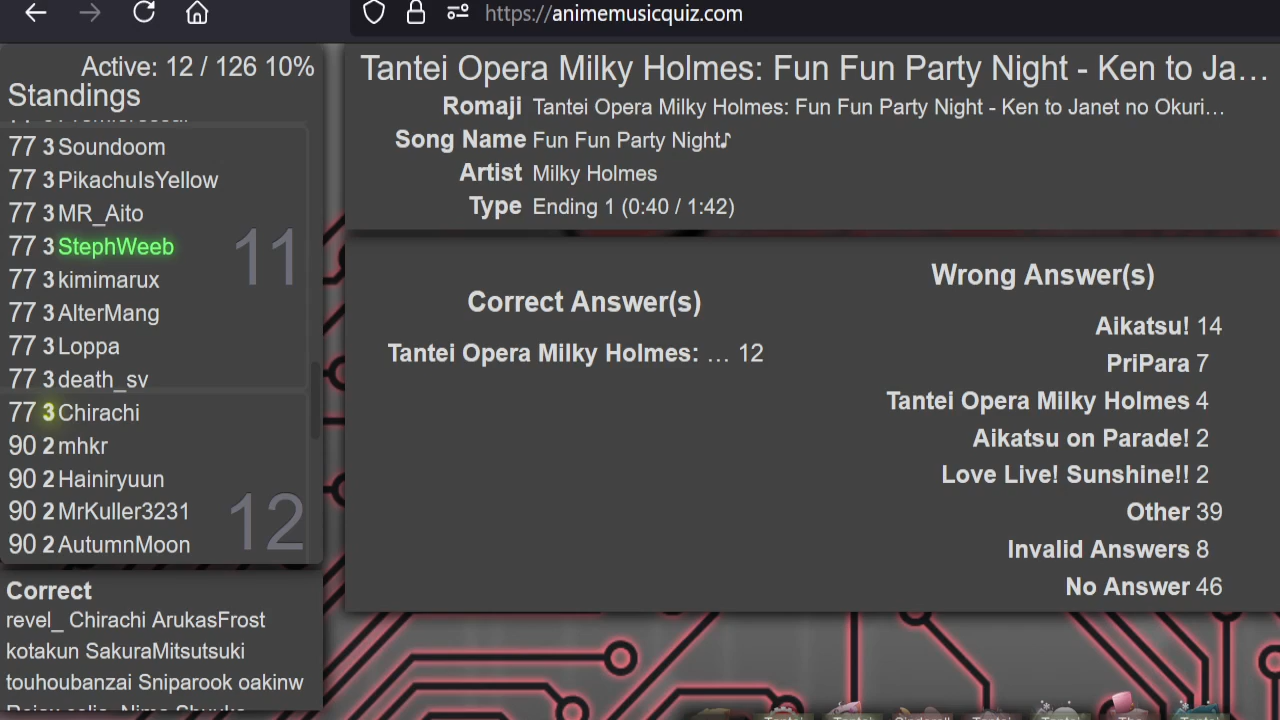 https://animemusicquiz.com
Active: 12 / 126 10%
Standings
77 3 Soundoom
77 3 PikachuIsYellow
77 3 MR_Aito
77 3 StephWeeb
11
77 3 kimimarux
77 3 AlterMang
77 3 Loppa
77 3 death_sv
77 3 Chirachi
90 2 mhkr
90 2 Hainiryuun
90 2 MrKuller3231
12
90 2 AutumnMoon
Correct
revel_ Chirachi ArukasFrost
kotakun SakuraMitsutsuki
touhoubanzai Sniparook oakinw
Tantei Opera Milky Holmes: Fun Fun Party Night - Ken to Ja...
Romaji Tantei Opera Milky Holmes: Fun Fun Party Night - Ken to Janet no Okuri...
Song Name Fun Fun Party Night♪
Artist Milky Holmes
Type Ending 1 (0:40 / 1:42)
Correct Answer(s)
Tantei Opera Milky Holmes: ... 12
Wrong Answer(s)
Aikatsu! 14
PriPara 7
Tantei Opera Milky Holmes 4
Aikatsu on Parade! 2
Love Live! Sunshine!! 2
Other 39
Invalid Answers 8
No Answer 46